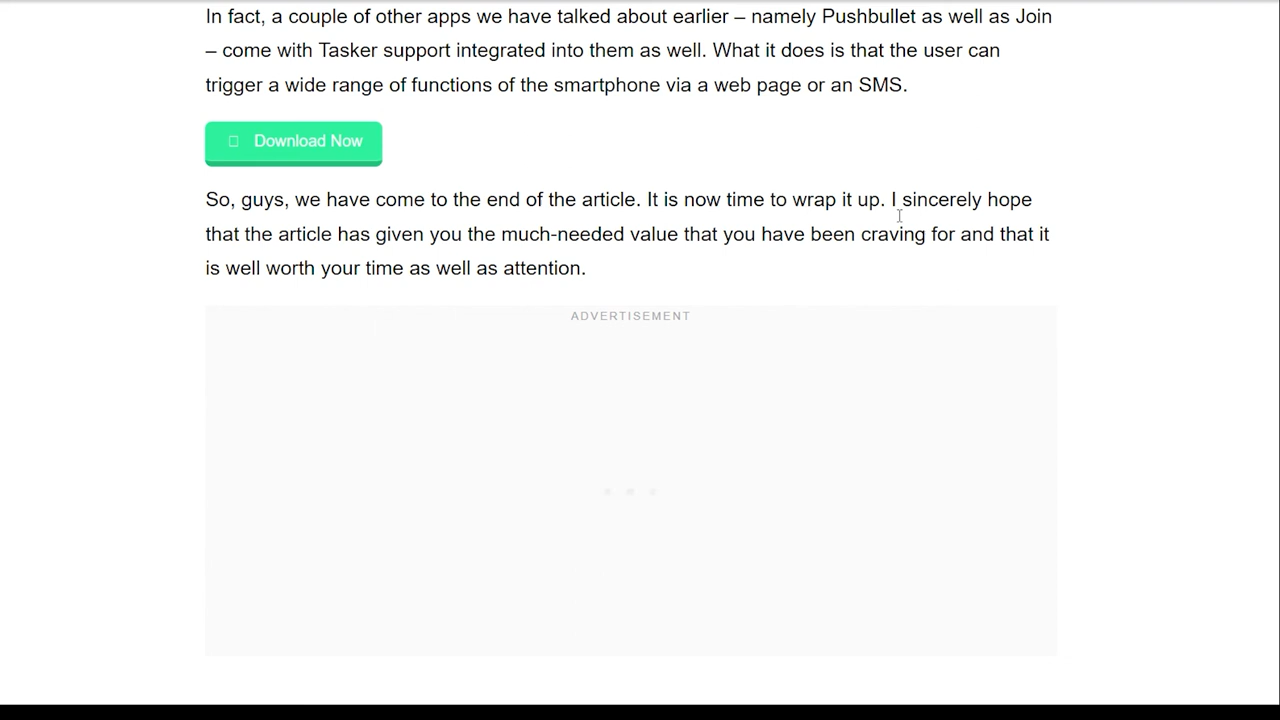 In fact, a couple of other apps we have talked about earlier – namely Pushbullet as well as Join
– come with Tasker support integrated into them as well. What it does is that the user can
trigger a wide range of functions of the smartphone via a web page or an SMS.
Download Now
So, guys, we have come to the end of the article. It is now time to wrap it up. I sincerely hope
that the article has given you the much-needed value that you have been craving for and that it
is well worth your time as well as attention.
ADVERTISEMENT